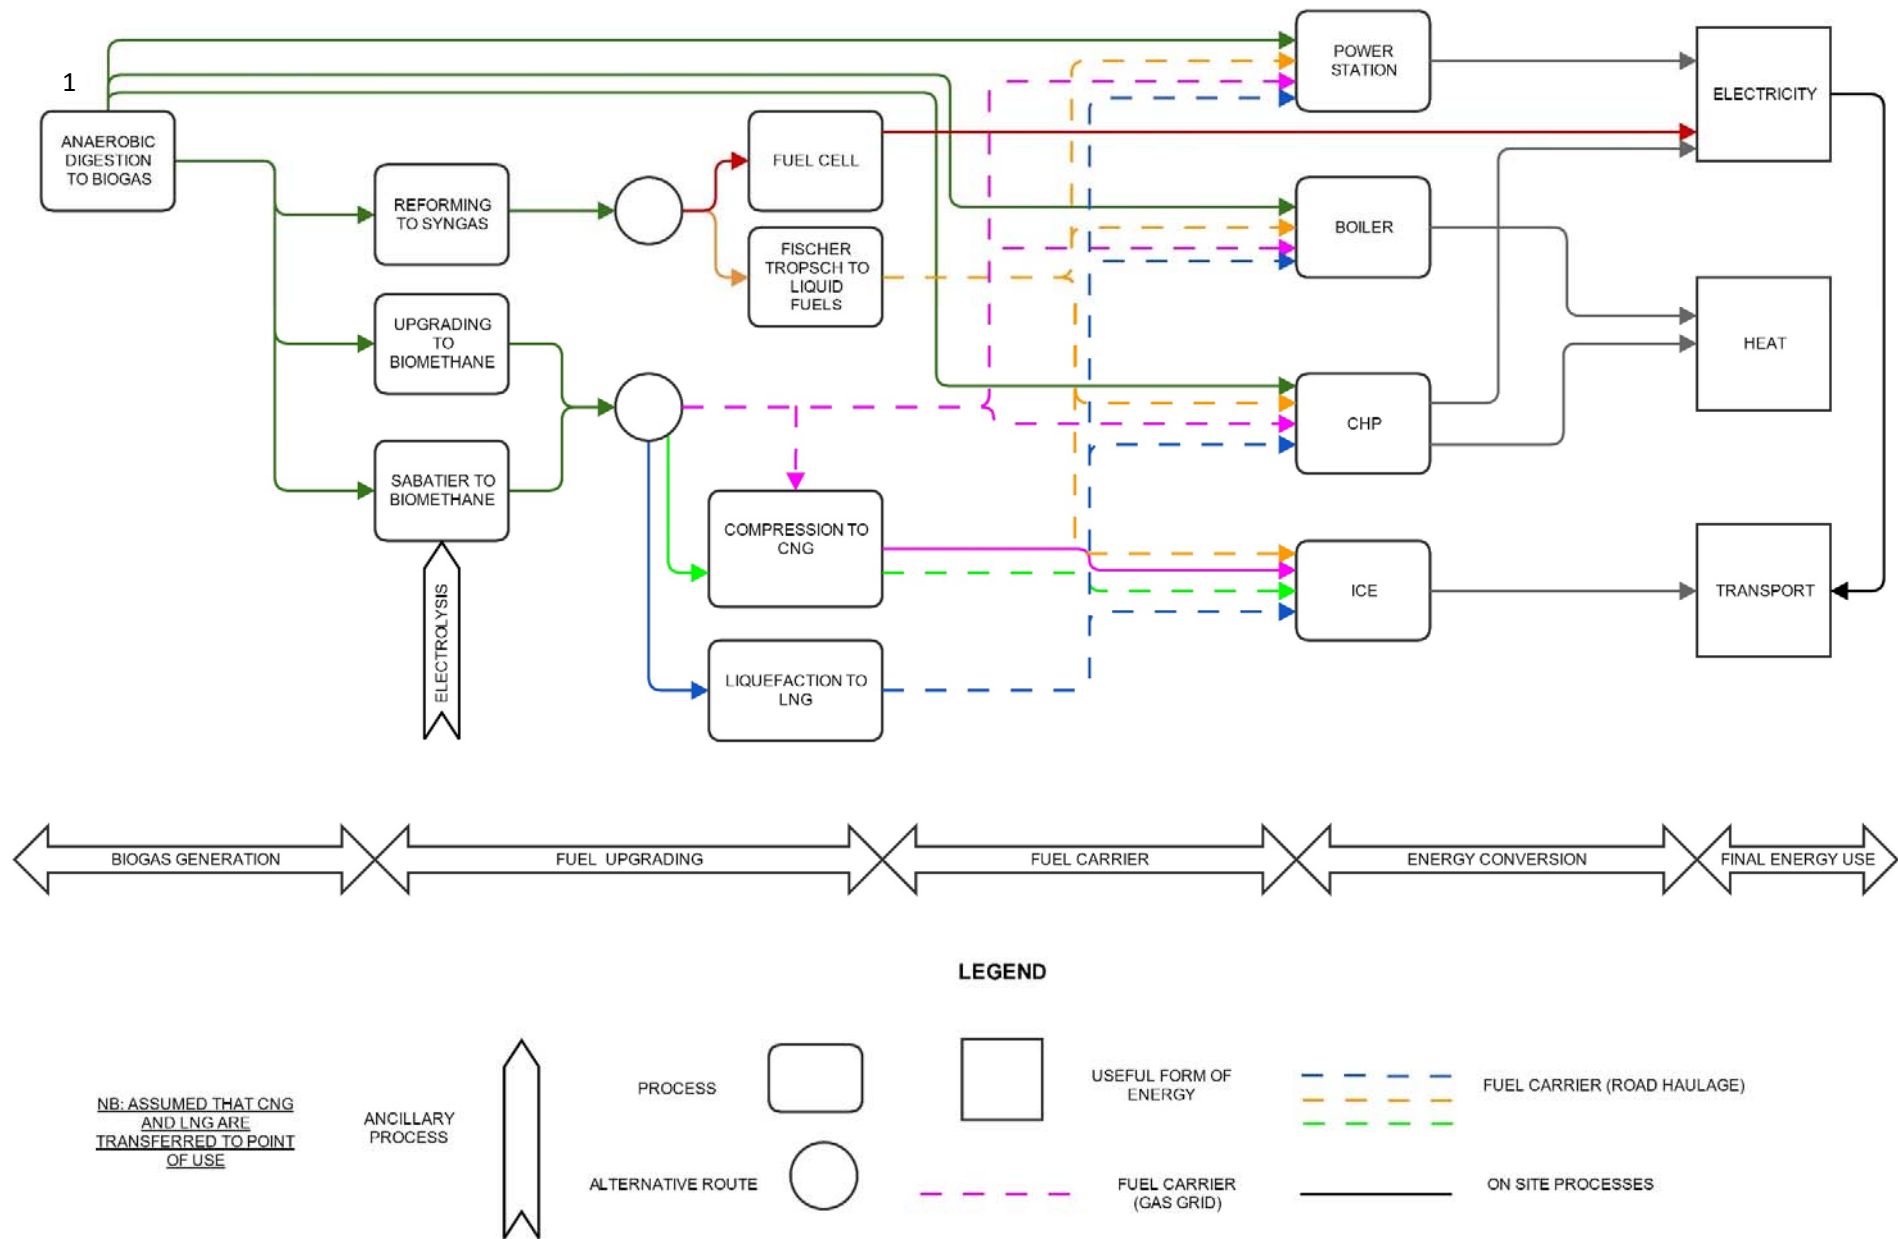 1
ANAEROBIC
DIGESTION
TO BIOGAS
REFORMING
TO SYNGAS
UPGRADING
TO
BIOMETHANE
SABATIER TO
BIOMETHANE
ELECTROLYSIS
FUEL CELL
FISCHER
TROPSCH TO
LIQUID
FUELS
COMPRESSION TO
CNG
LIQUEFACTION TO
LNG
POWER
STATION
BOILER
CHP
ICE
ELECTRICITY
HEAT
TRANSPORT
BIOGAS GENERATION
FUEL UPGRADING
FUEL CARRIER
ENERGY CONVERSION
FINAL ENERGY USE
LEGEND
NB: ASSUMED THAT CNG
AND LNG ARE
TRANSFERRED TO POINT
OF USE
ANCILLARY
PROCESS
PROCESS
ALTERNATIVE ROUTE
USEFUL FORM OF
ENERGY
FUEL CARRIER
(GAS GRID)
FUEL CARRIER (ROAD HAULAGE)
ON SITE PROCESSES